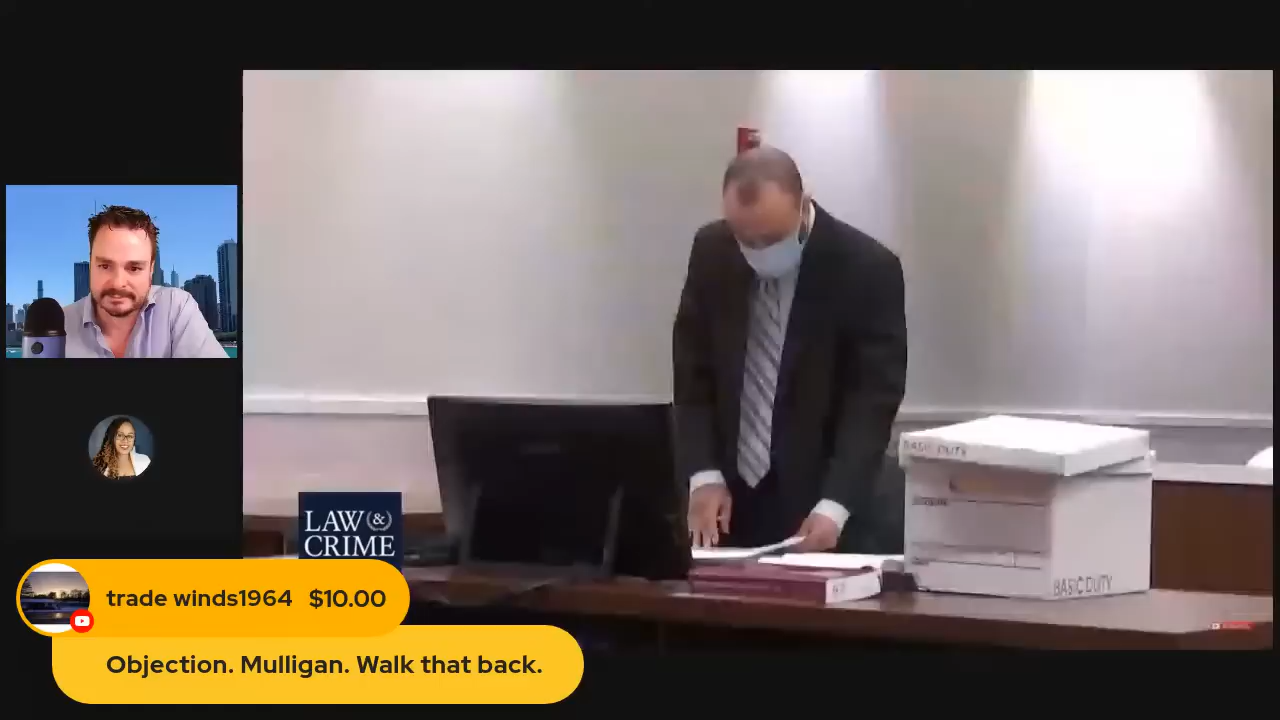 BASIC DUTY
LAW & CRIME
BASIC DUTY
trade winds1964 $10.00
Objection. Mulligan. Walk that back.